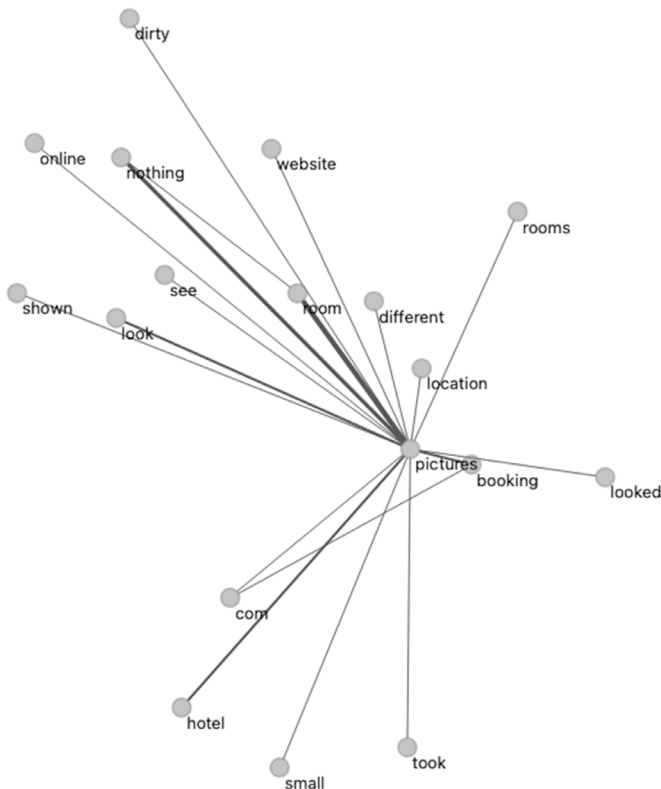 dirty
online
nothing
website
rooms
see
shown
room
different
look
location
pictures
booking
looked
com
hotel
took
small